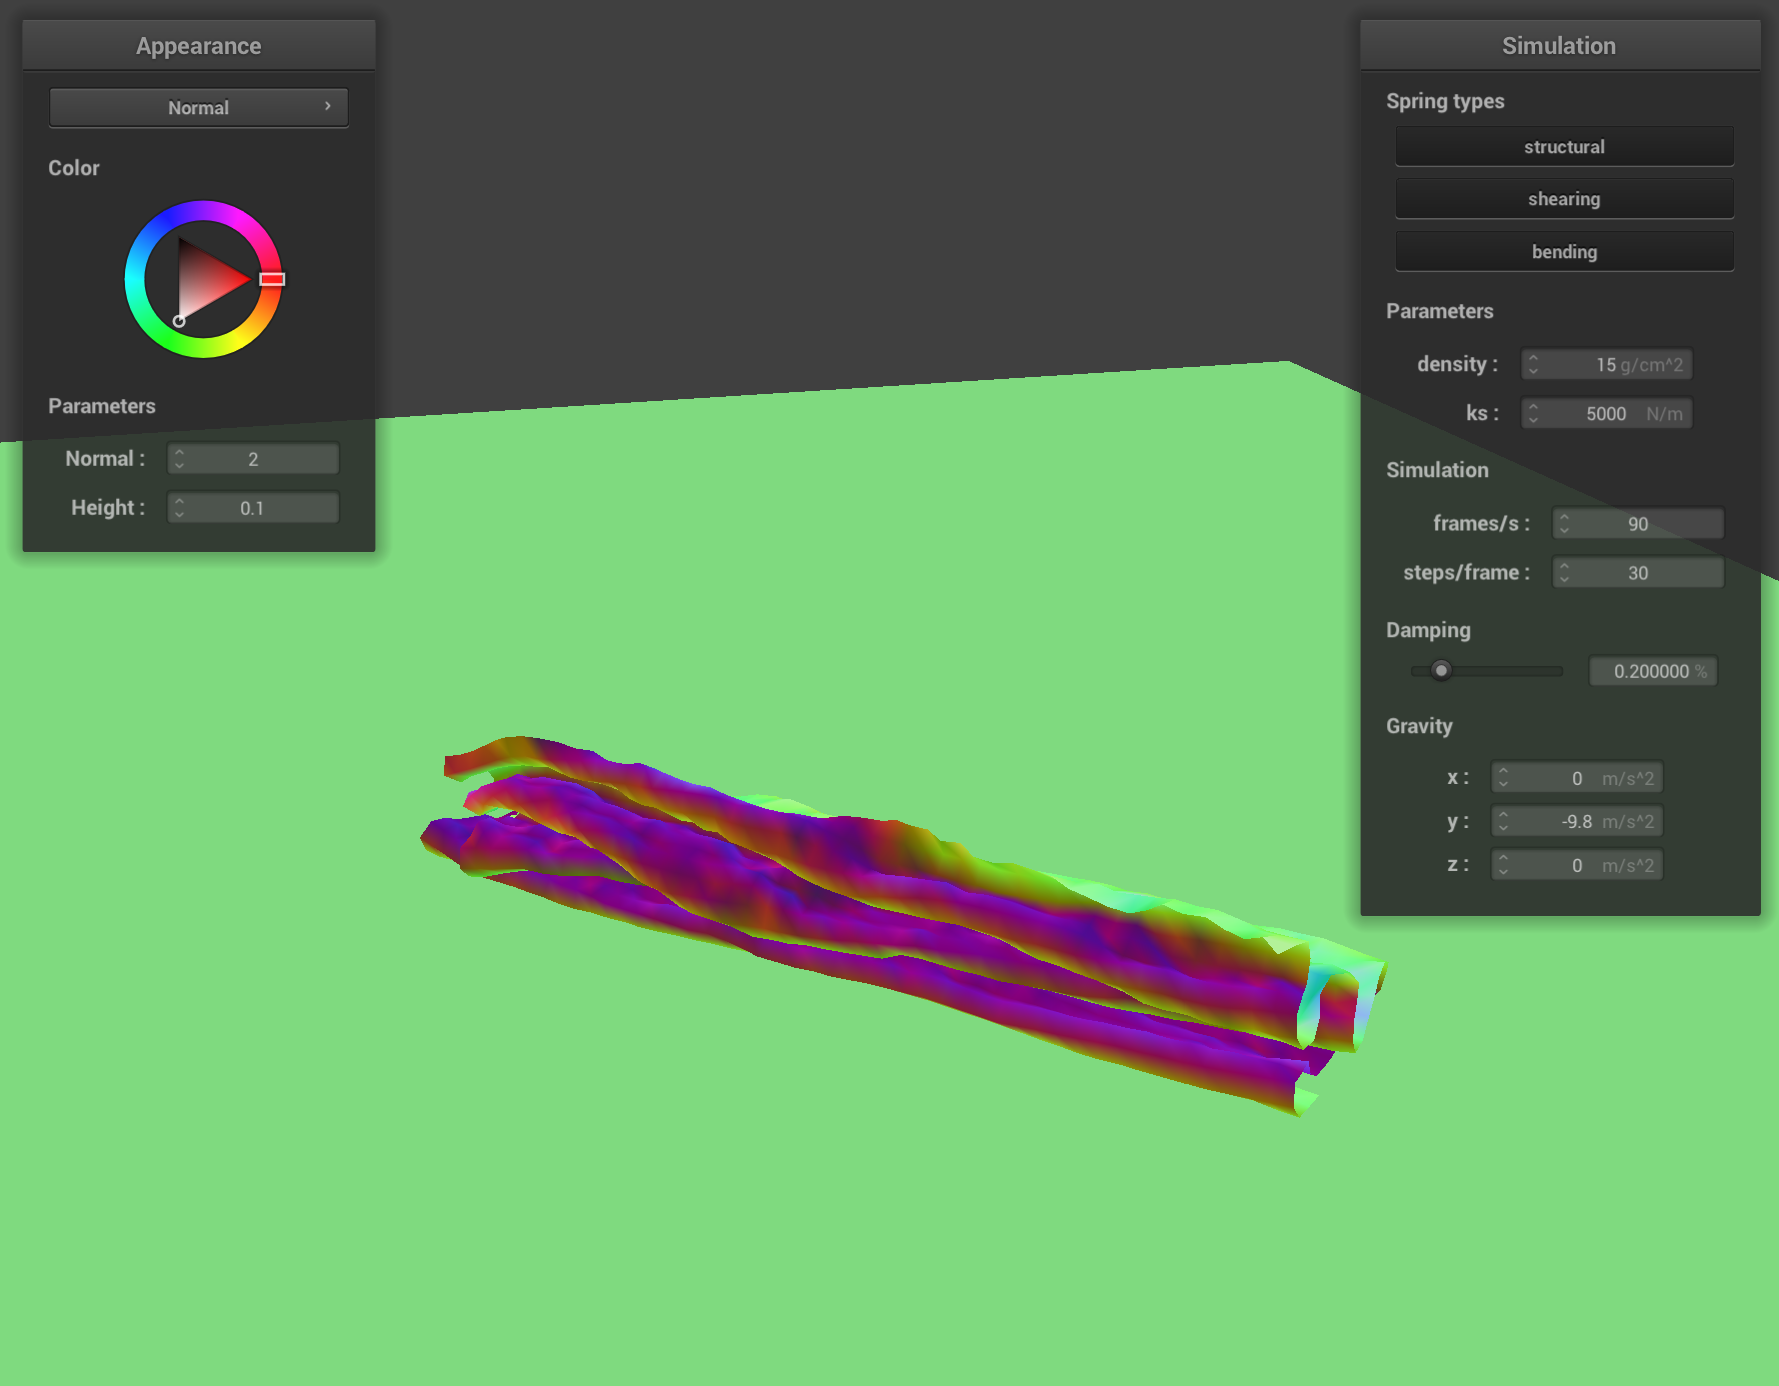 Appearance
Normal
Color
Parameters
Normal : 2
Height : 0.1
Simulation
Spring types
structural
shearing
bending
Parameters
density : 15 g/cm^2
ks : 5000 N/m
Simulation
frames/s : 90
steps/frame : 30
Damping
0.200000 %
Gravity
x : 0 m/s^2
y : -9.8 m/s^2
z : 0 m/s^2